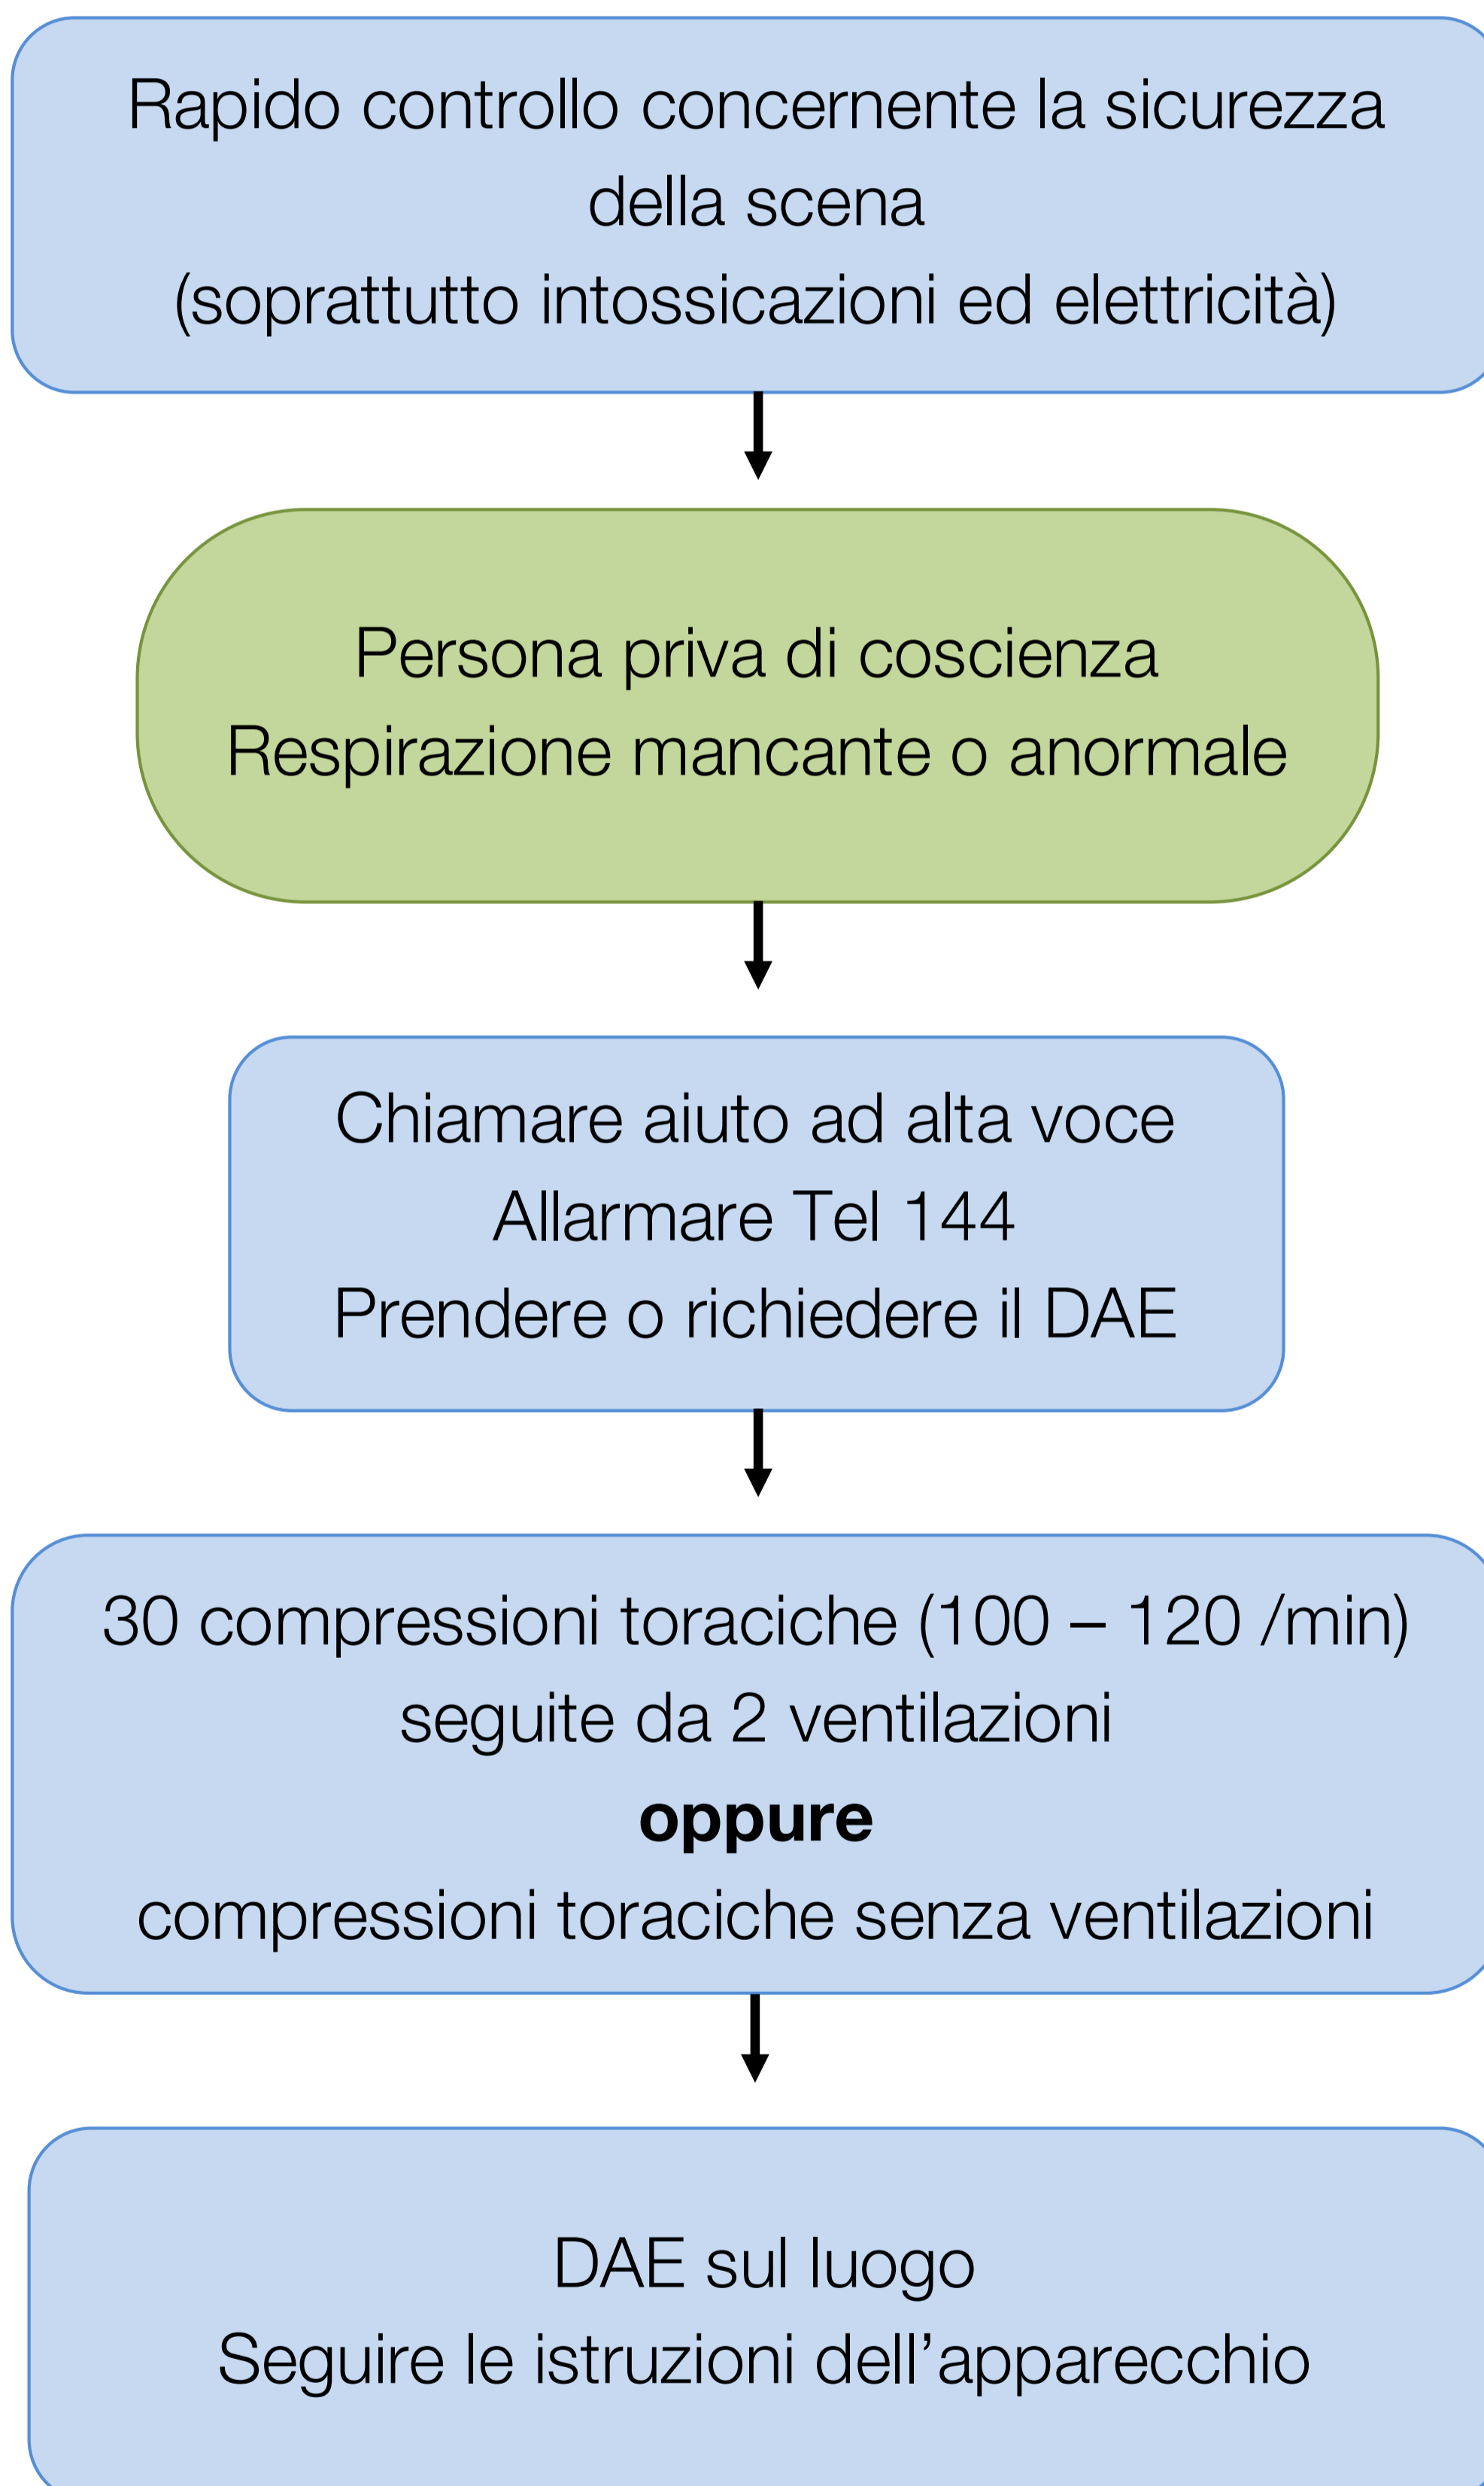 Rapido controllo concernente la sicurezza
della scena
(soprattutto intossicazioni ed elettricità)
Persona priva di coscienza
Respirazione mancante o anormale
Chiamare aiuto ad alta voce
Allarmare Tel 144
Prendere o richiedere il DAE
30 compressioni toraciche (100 – 120 /min)
seguite da 2 ventilazioni
oppure
compressioni toraciche senza ventilazioni
DAE sul luogo
Seguire le istruzioni dell’apparecchio